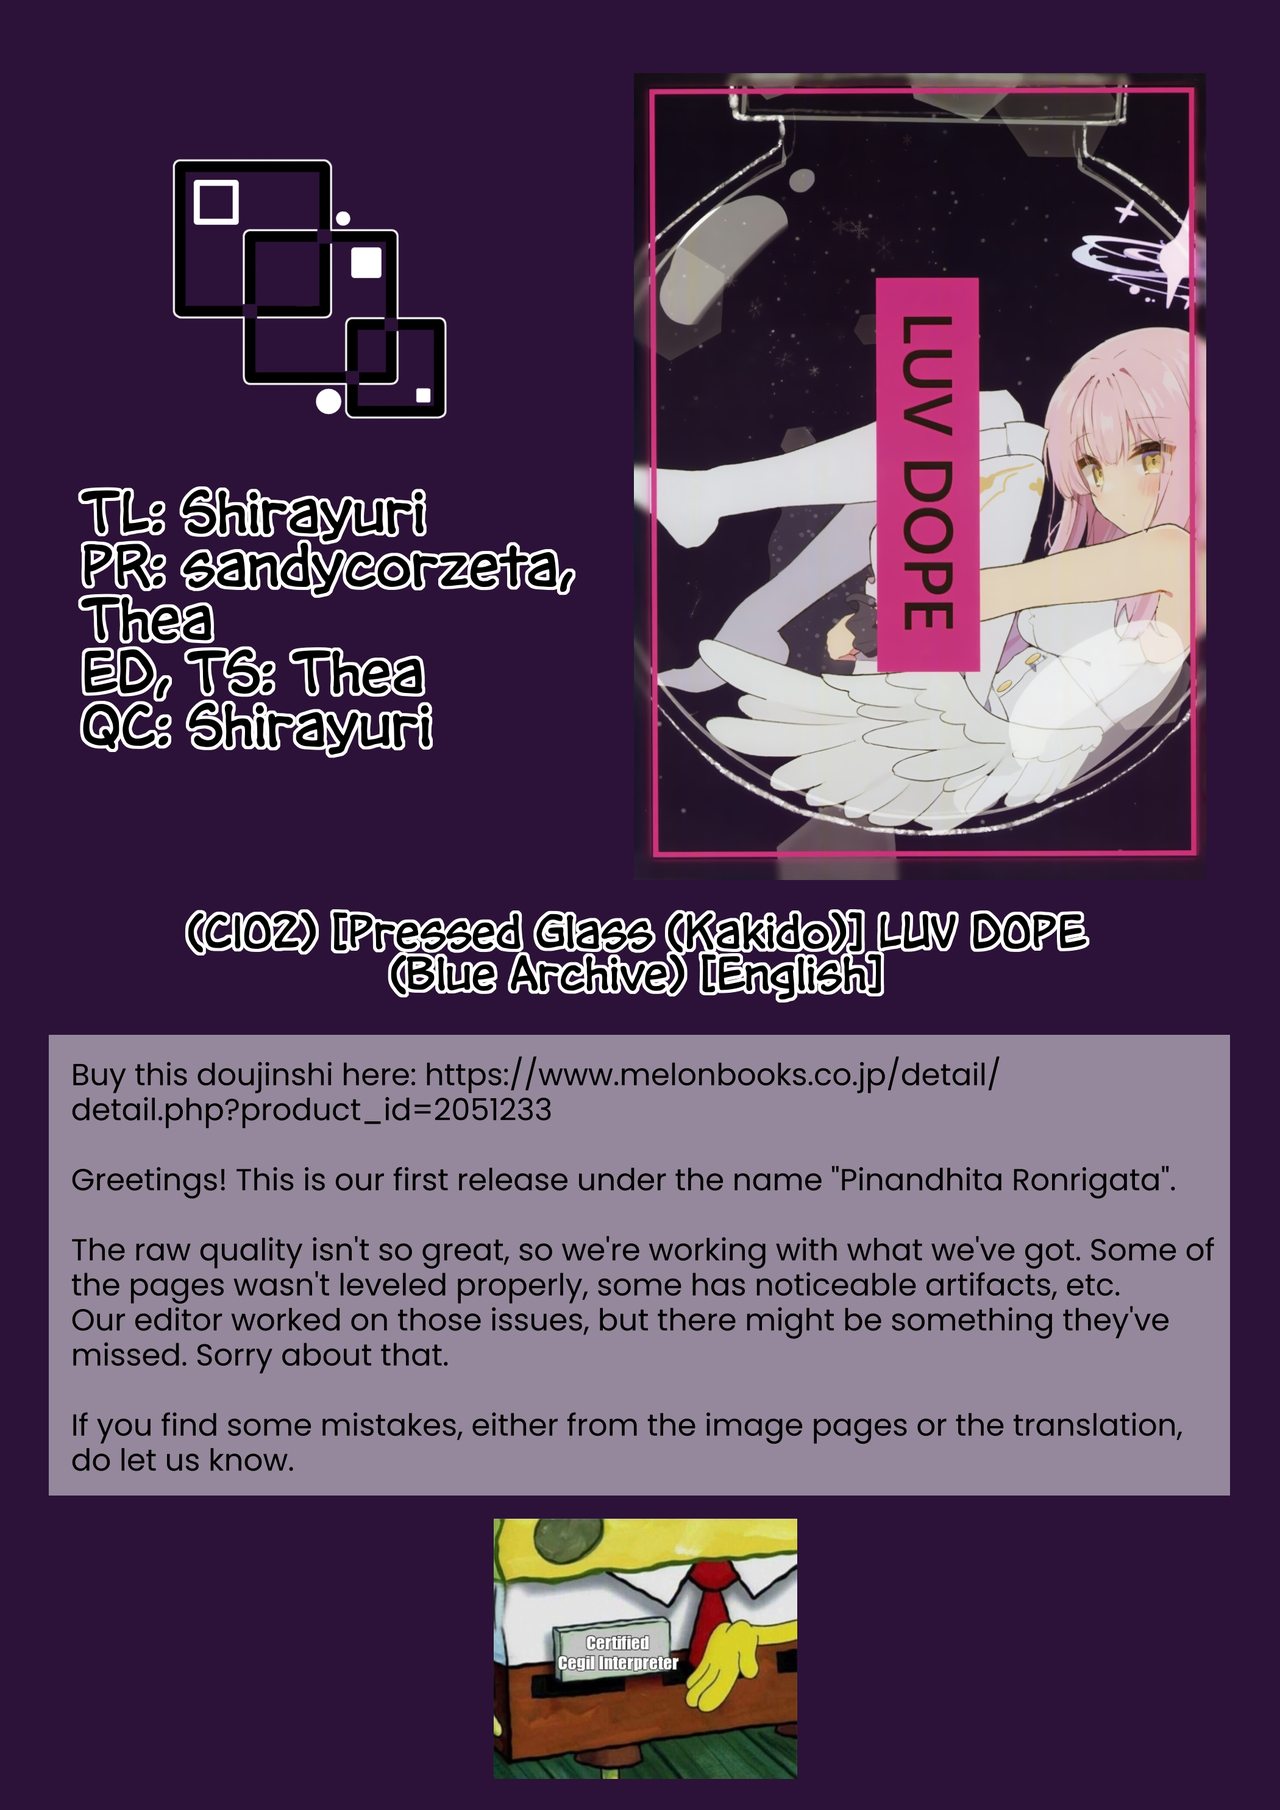 LUV DOPE
TL: Shirayuri
PR: sandycorzeta,
Thea
ED, TS: Thea
QC: Shirayuri
(C102) [Pressed Glass (Kakido)] LUV DOPE
(Blue Archive) [English]
Buy this doujinshi here: https://www.melonbooks.co.jp/detail/
detail.php?product_id=2051233
Greetings! This is our first release under the name "Pinandhita Ronrigata".
The raw quality isn't so great, so we're working with what we've got. Some of
the pages wasn't leveled properly, some has noticeable artifacts, etc.
Our editor worked on those issues, but there might be something they've
missed. Sorry about that.
If you find some mistakes, either from the image pages or the translation,
do let us know.
Certified
Cegil Interpreter